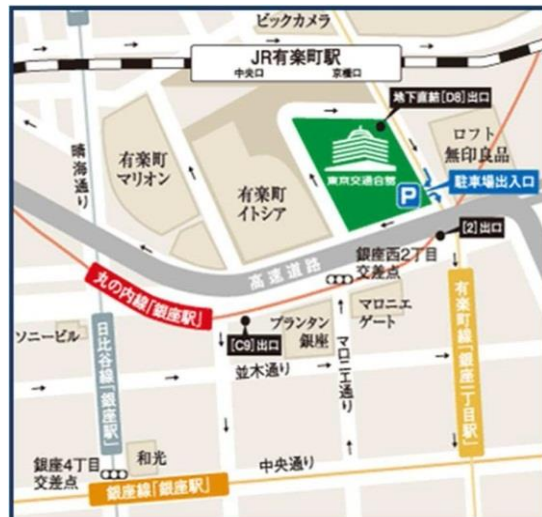 ビックカメラ
JR有楽町駅
中央口
京橋口
地下直結[D8]出口
晴海通り
有楽町
マリオン
有楽町
イトシア
東京交通会館
ロフト
無印良品
P
駐車場出入口
[2]出口
高速道路
銀座西2丁目
交差点
丸の内線「銀座駅」
[C9]出口
プランタン
銀座
マロニエ
ゲート
マロニエ通り
有楽町線「銀座一丁目駅」
ソニービル
日比谷線「銀座駅」
並木通り
和光
銀座4丁目
交差点
中央通り
銀座線「銀座駅」